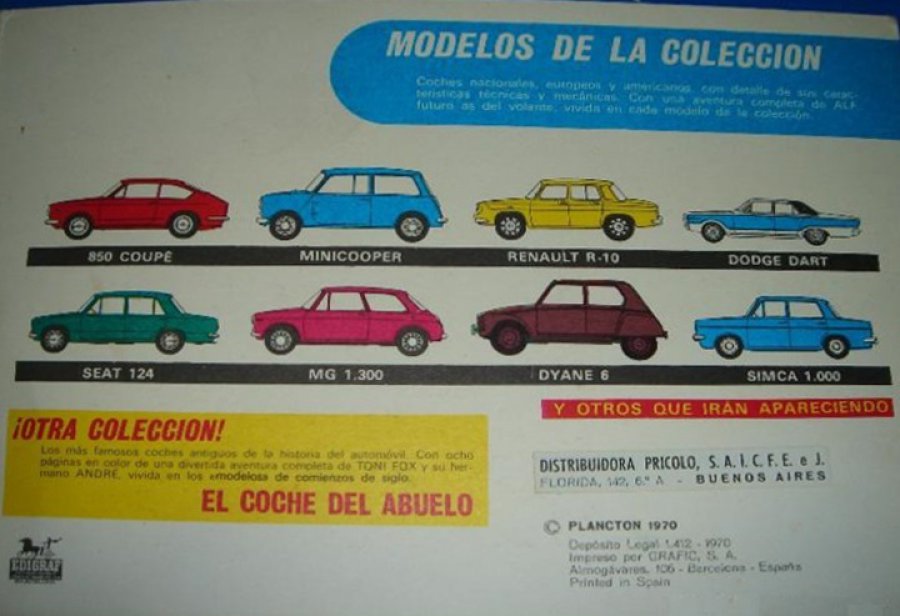 MODELOS DE LA COLECCION
Coches nacionales, europeos y americanos, con detalle de sus carac-
terísticas técnicas y mecánicas. Con una aventura completa de ALF
futuro as del volante, vivida en cada modelo de la colección.
850 COUPÉ
MINICOOPER
RENAULT R-10
DODGE DART
SEAT 124
MG 1.300
DYANE 6
SIMCA 1.000
Y OTROS QUE IRÁN APARECIENDO
¡OTRA COLECCION!
Los más famosos coches antiguos de la historia del automóvil. Con ocho
páginas en color de una divertida aventura completa de TONI FOX y su her-
mano ANDRE, vivida en los «modelos» de comienzos de siglo.
EL COCHE DEL ABUELO
DISTRIBUIDORA PRICOLO, S. A. I. C. F. E. e J.
FLORIDA, 142, 6.º A - BUENOS AIRES
© PLANCTON 1970
Depósito Legal 1.412 - 1970
Impreso por GRAFIC, S. A.
Almogávares, 106 - Barcelona - España
Printed in Spain
EDIGRAF